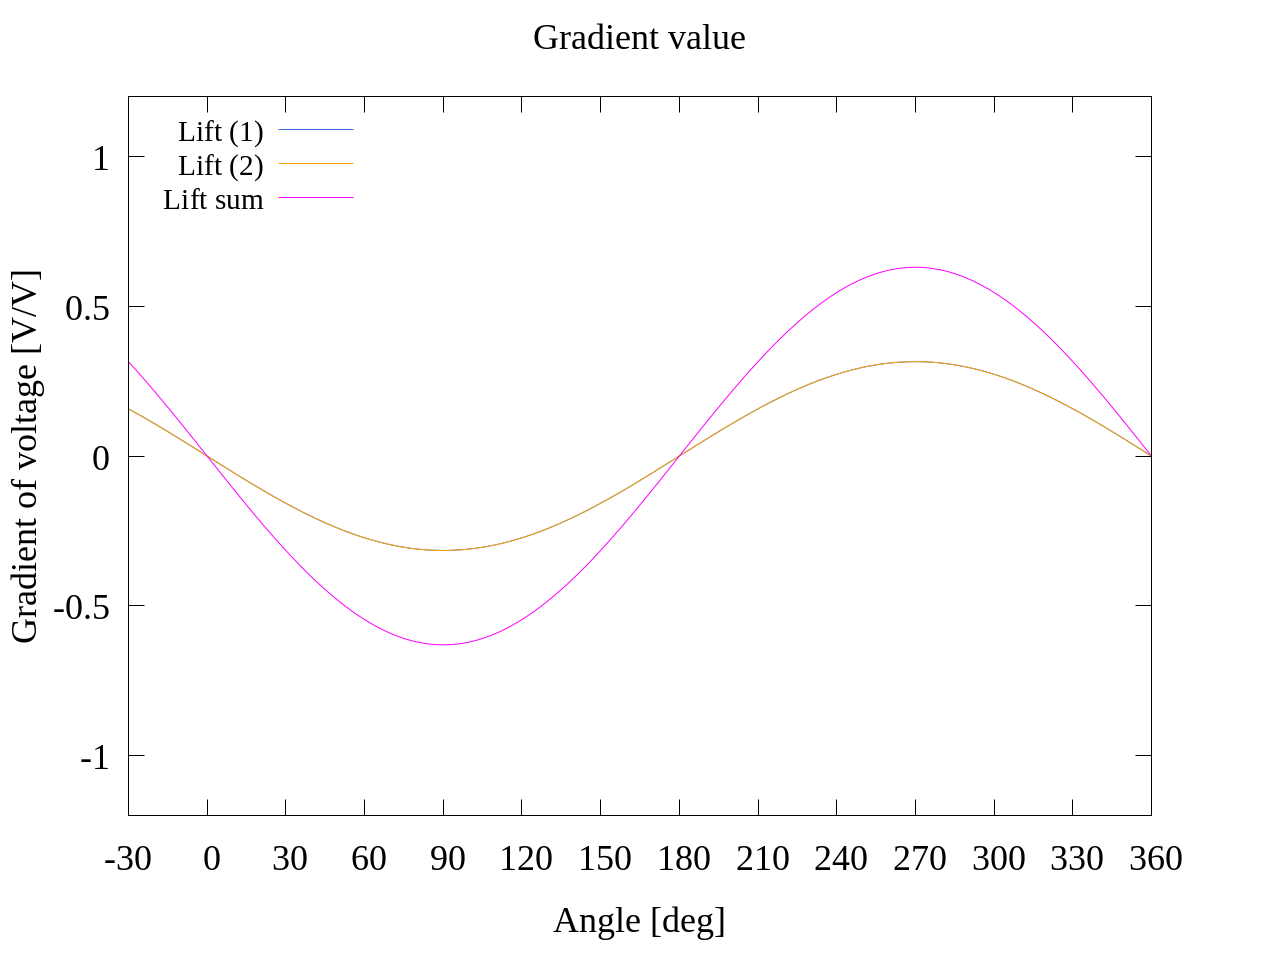 Gradient value
Lift (1)
Lift (2)
Lift sum
1
0.5
0
-0.5
-1
Gradient of voltage [V/V]
-30 0 30 60 90 120 150 180 210 240 270 300 330 360
Angle [deg]